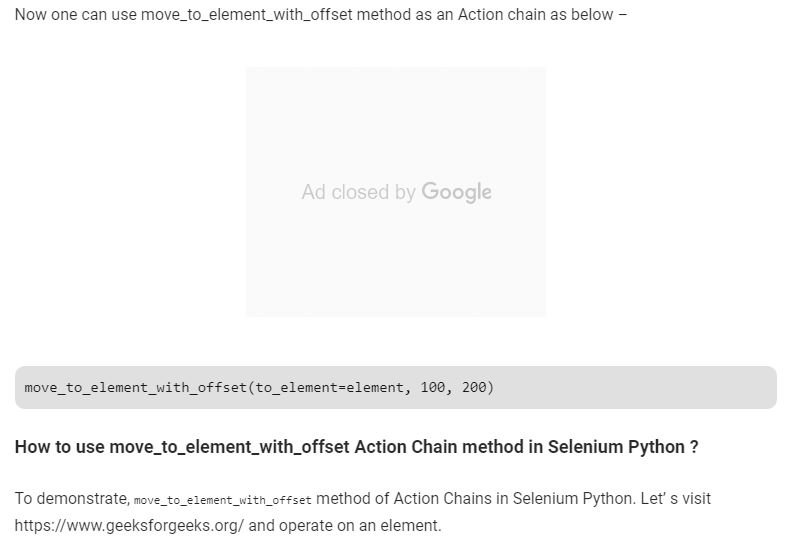 Now one can use move_to_element_with_offset method as an Action chain as below –
Ad closed by Google
move_to_element_with_offset(to_element=element, 100, 200)
How to use move_to_element_with_offset Action Chain method in Selenium Python ?
To demonstrate, move_to_element_with_offset method of Action Chains in Selenium Python. Let’ s visit
https://www.geeksforgeeks.org/ and operate on an element.